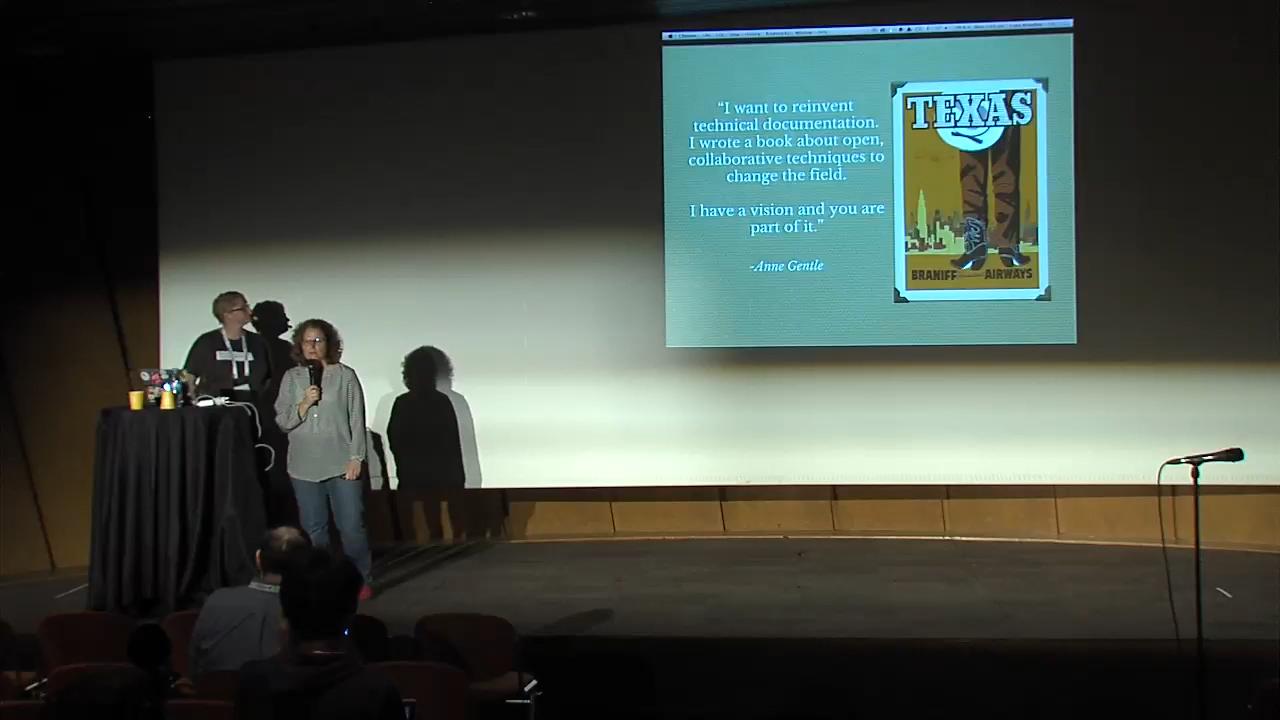 “I want to reinvent
technical documentation.
I wrote a book about open,
collaborative techniques to
change the field.
I have a vision and you are
part of it.”
-Anne Gentle
TEXAS
BRANIFF AIRWAYS